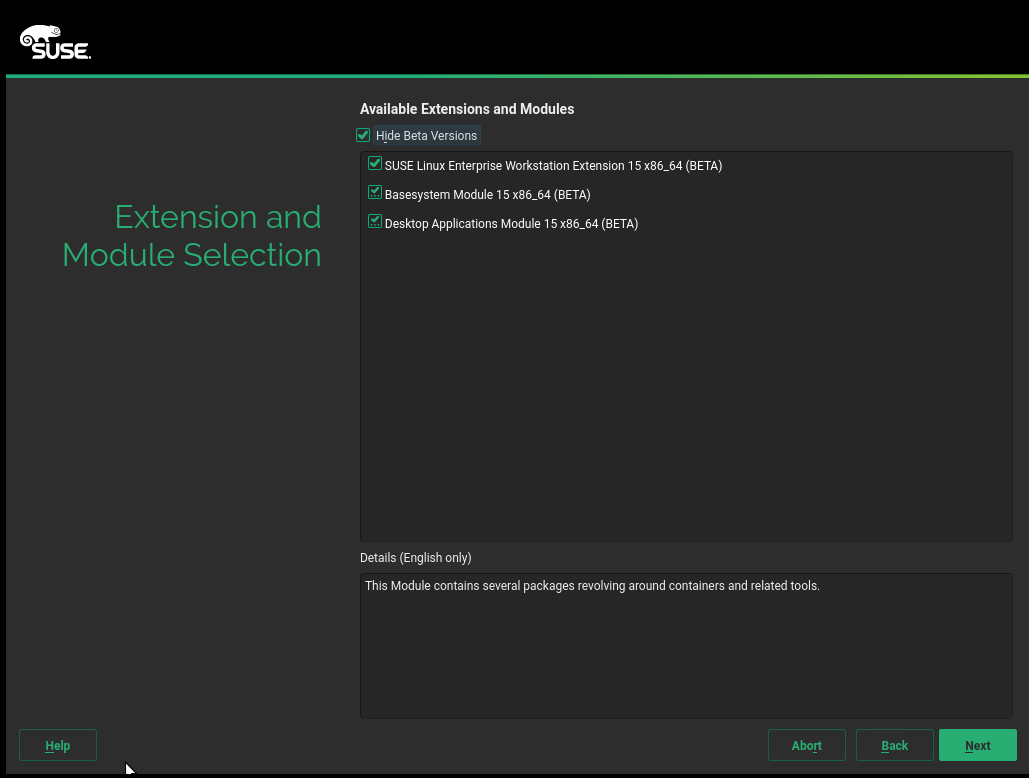 SUSE.
Available Extensions and Modules
Hide Beta Versions
SUSE Linux Enterprise Workstation Extension 15 x86_64 (BETA)
Basesystem Module 15 x86_64 (BETA)
Desktop Applications Module 15 x86_64 (BETA)
Extension and
Module Selection
Details (English only)
This Module contains several packages revolving around containers and related tools.
Help
Abort
Back
Next